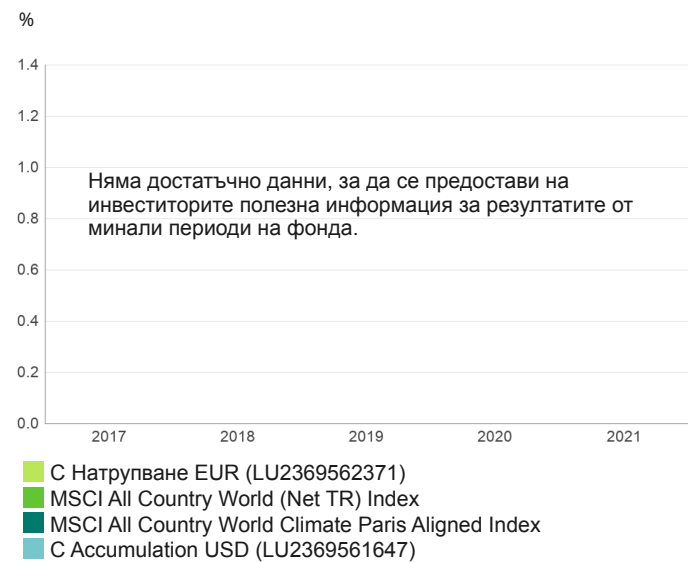 %
1.4
1.2
1.0
Няма достатъчно данни, за да се предостави на
инвеститорите полезна информация за резултатите от
минали периоди на фонда.
0.8
0.6
0.4
0.2
0.0
2017 2018 2019 2020 2021
С Натрупване EUR (LU2369562371)
MSCI All Country World (Net TR) Index
MSCI All Country World Climate Paris Aligned Index
C Accumulation USD (LU2369561647)